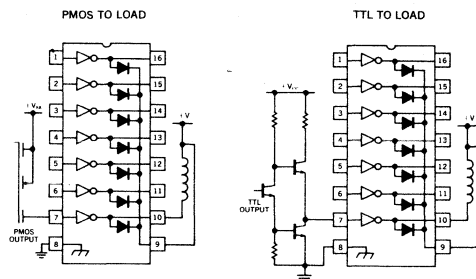 PMOS TO LOAD
1 16
2 15
3 14
4 13
5 12
6 11
7 10
8 9
+ V
PMOS
OUTPUT
TTL TO LOAD
1 16
2 15
3 14
4 13
5 12
6 11
7 10
8 9
+ V
TTL
OUTPUT